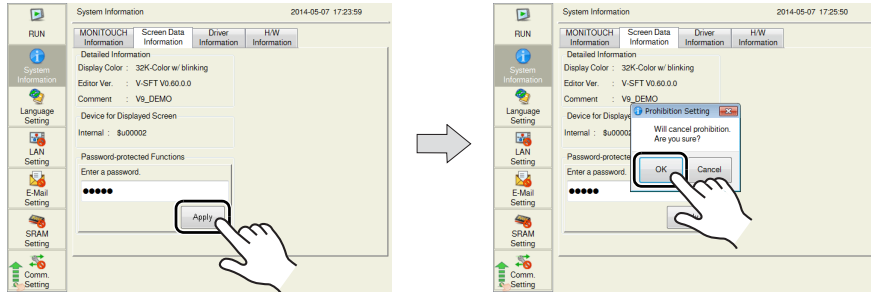 System Information
2014-05-07 17:23:59
RUN
System
Information
Language
Setting
LAN
Setting
E-Mail
Setting
SRAM
Setting
Comm.
Setting
MONITOUCH
Information
Screen Data
Information
Driver
Information
H/W
Information
Detailed Information
Display Color : 32K-Color w/ blinking
Editor Ver. : V-SFT V0.60.0.0
Comment : V9_DEMO
Device for Displayed Screen
Internal : $u00002
Password-protected Functions
Enter a password.
●●●●●
Apply
System Information
2014-05-07 17:25:50
RUN
System
Information
Language
Setting
LAN
Setting
E-Mail
Setting
SRAM
Setting
Comm.
Setting
MONITOUCH
Information
Screen Data
Information
Driver
Information
H/W
Information
Detailed Information
Display Color : 32K-Color w/ blinking
Editor Ver. : V-SFT V0.60.0.0
Comment : V9_DEMO
Device for Displaye
Internal : $u00002
Password-protecte
Enter a password.
●●●●●
Prohibition Setting
Will cancel prohibition.
Are you sure?
OK
Cancel